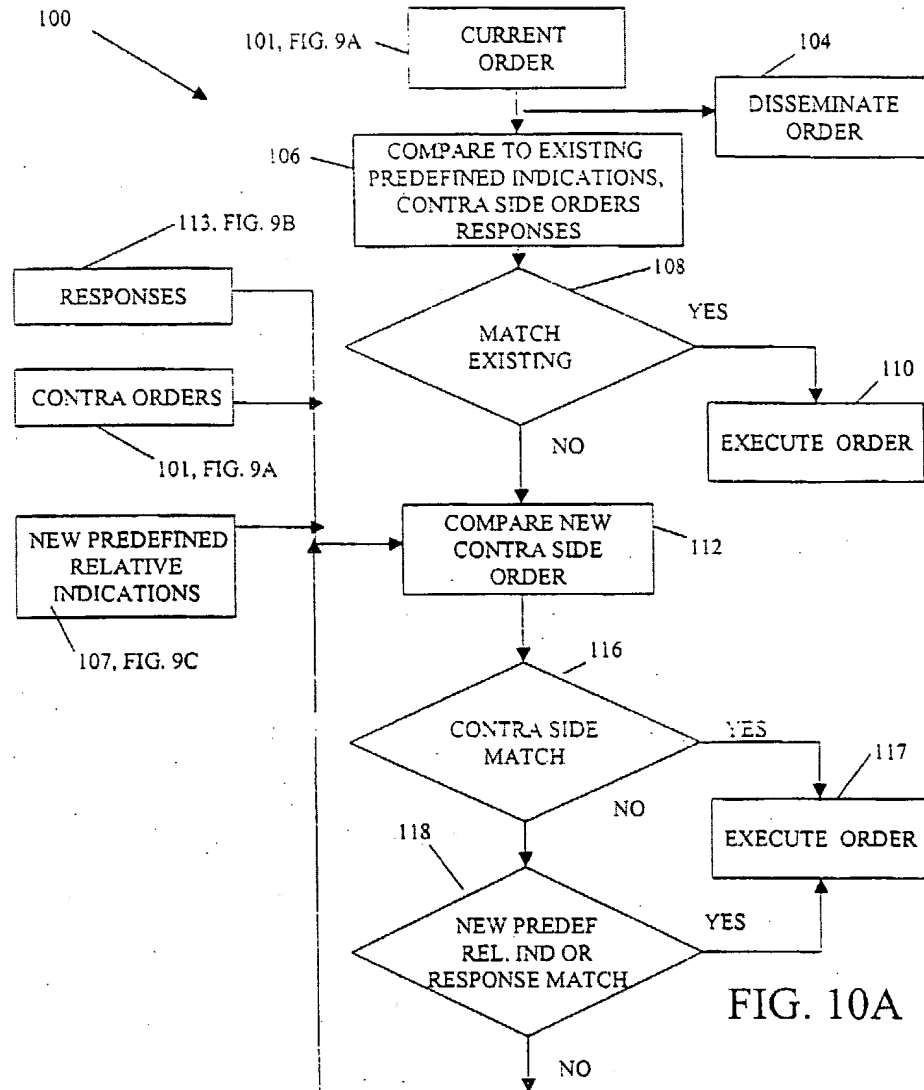 100
101, FIG. 9A
CURRENT
ORDER
104
DISSEMINATE
ORDER
106
COMPARE TO EXISTING
PREDEFINED INDICATIONS,
CONTRA SIDE ORDERS
RESPONSES
113, FIG. 9B
RESPONSES
108
MATCH
EXISTING
YES
CONTRA ORDERS
110
EXECUTE ORDER
101, FIG. 9A
NO
NEW PREDEFINED
RELATIVE
INDICATIONS
COMPARE NEW
CONTRA SIDE
ORDER
112
107, FIG. 9C
116
CONTRA SIDE
MATCH
YES
117
NO
EXECUTE ORDER
118
NEW PREDEF
REL. IND OR
RESPONSE MATCH
YES
FIG. 10A
NO